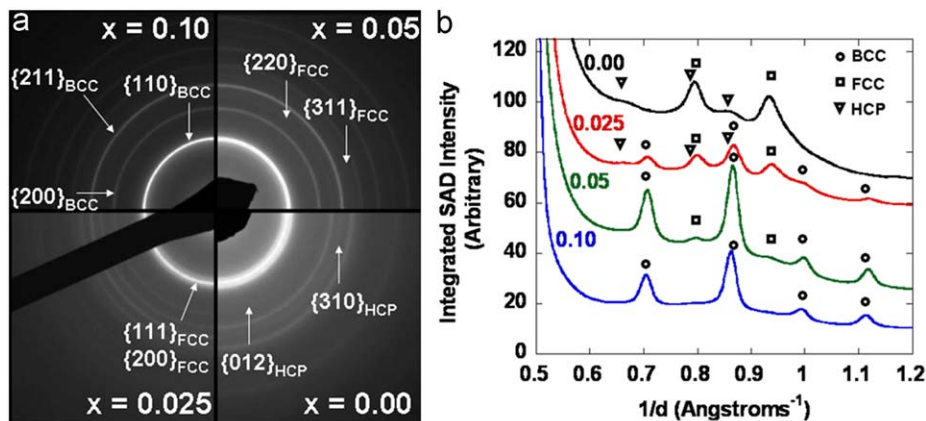 a
x = 0.10
x = 0.05
{211}BCC
{110}BCC
{220}FCC
{311}FCC
{200}BCC
{310}HCP
{111}FCC
{200}FCC
{012}HCP
x = 0.025
x = 0.00
b
Integrated SAD Intensity
(Arbitrary)
120
100
80
60
40
20
0
0.00
0.025
0.05
0.10
BCC
FCC
HCP
0.5 0.6 0.7 0.8 0.9 1 1.1 1.2
1/d (Angstroms⁻¹)